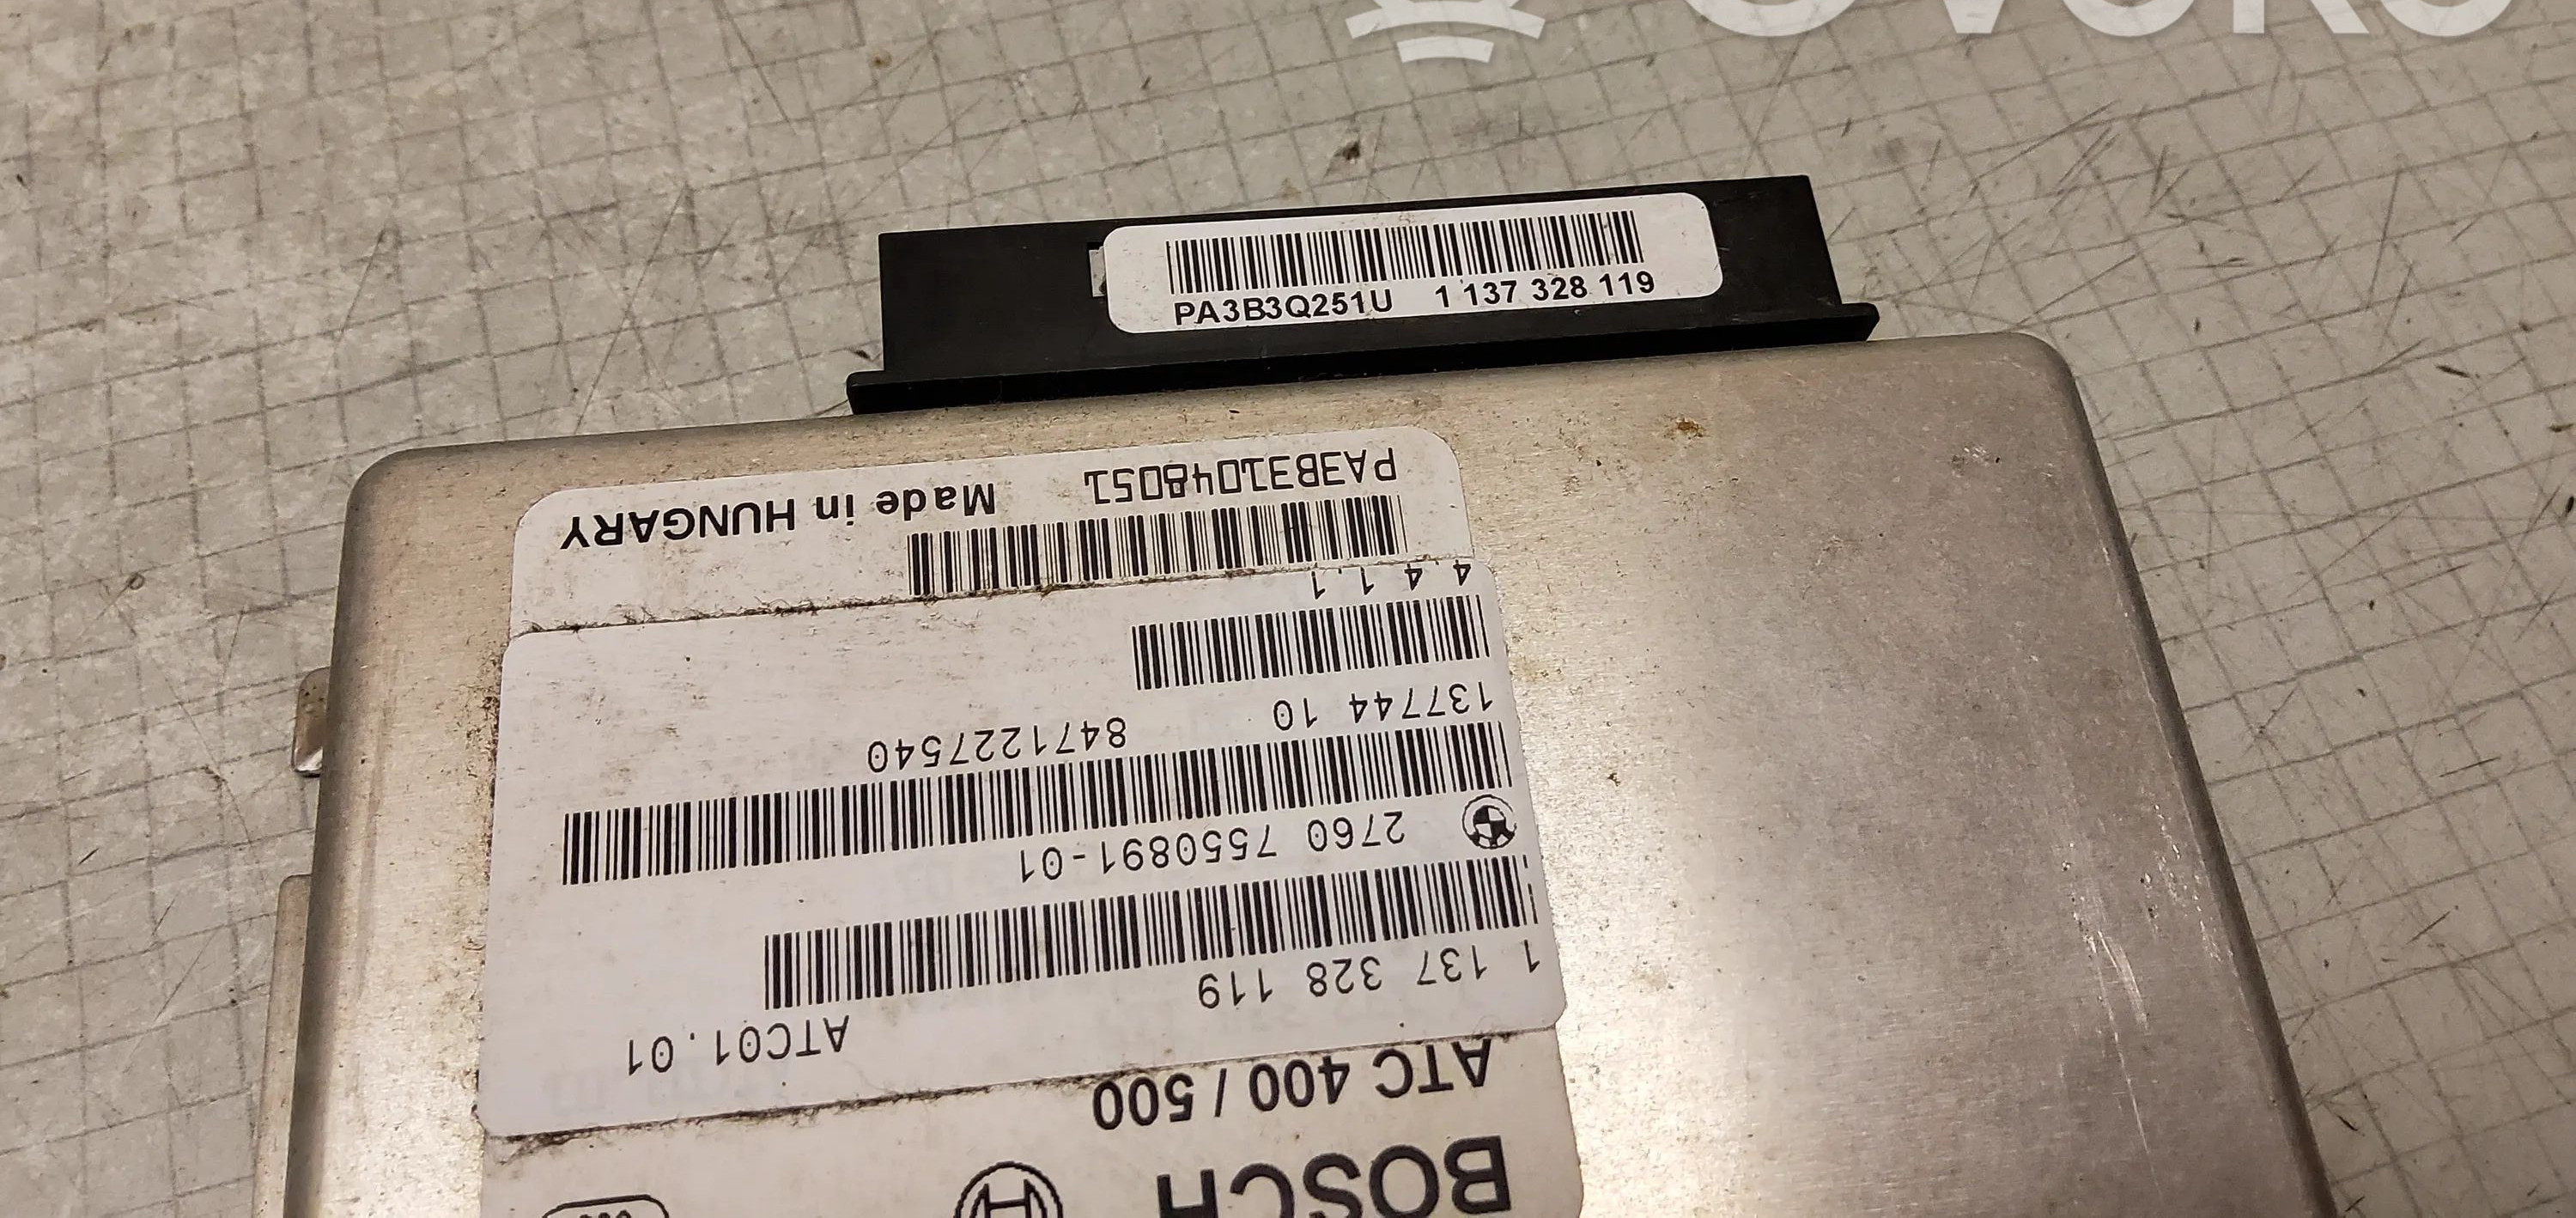 PA3B3Q251U 1 137 328 119
BOSCH
ATC 400 / 500
ATC01.01
1 137 328 119
2760 7550891-01
137744 10 8471227540
4.4 1.1
PA3B31048051 Made in HUNGARY